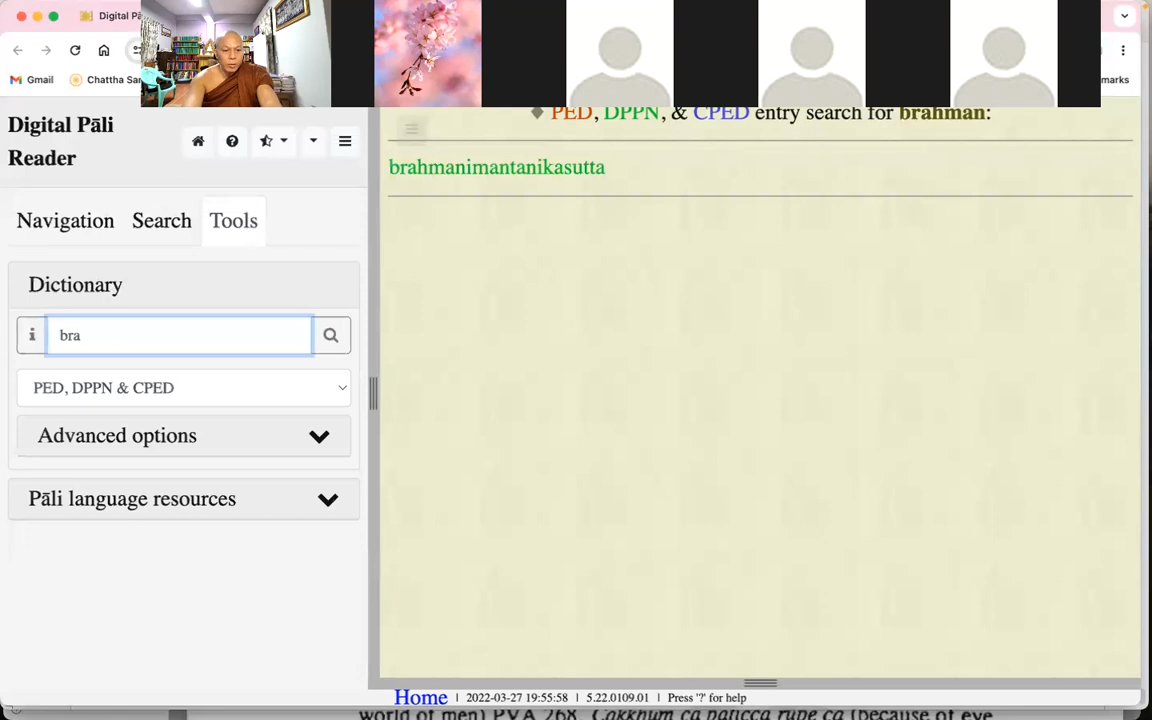 Digital Pā
Gmail
Chattha Sar
marks
Digital Pāli
Reader
Navigation
Search
Tools
Dictionary
bra
PED, DPPN & CPED
Advanced options
Pāli language resources
♦ PED, DPPN, & CPED entry search for brahman:
brahmanimantanikasutta
Home | 2022-03-27 19:55:58 | 5.22.0109.01 | Press '?' for help
world of men) PVA 268. Cakkhuṃ ca paṭicca rūpe ca (because of eye